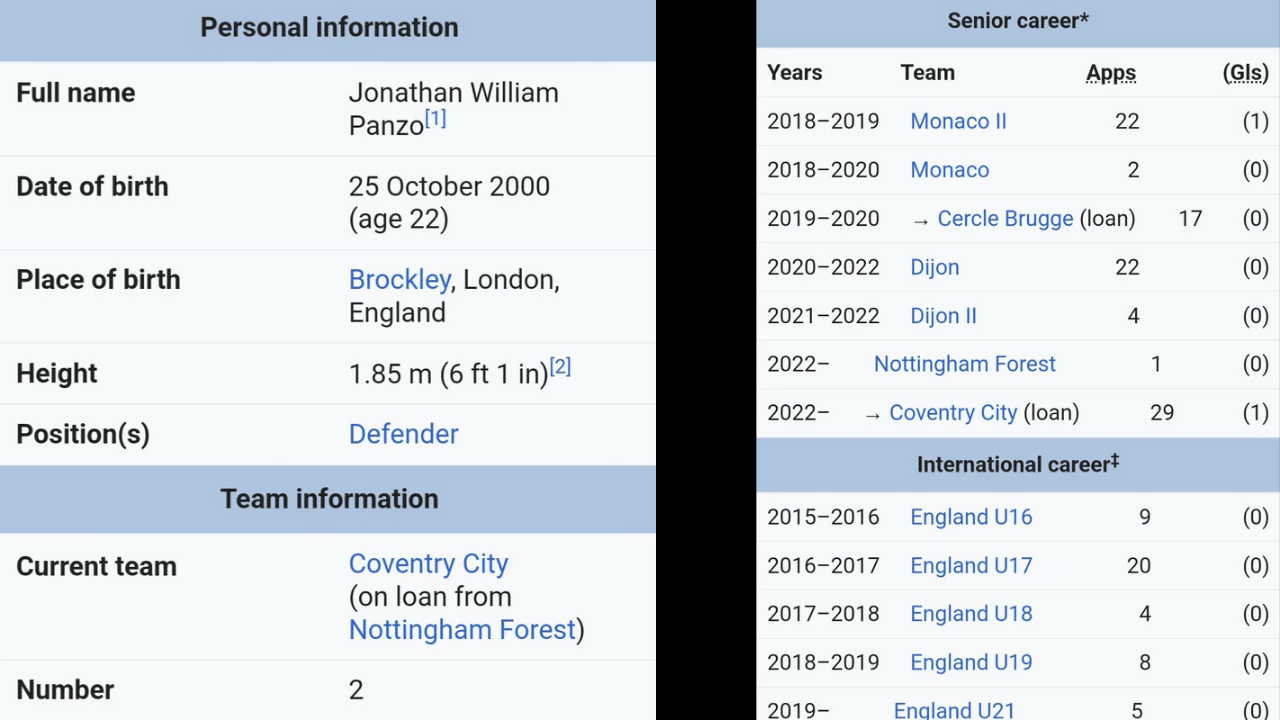 Personal information
Full name Jonathan William
Panzo[1]
Date of birth 25 October 2000
(age 22)
Place of birth Brockley, London,
England
Height 1.85 m (6 ft 1 in)[2]
Position(s) Defender
Team information
Current team Coventry City
(on loan from
Nottingham Forest)
Number 2
Senior career*
Years Team Apps (Gls)
2018–2019 Monaco II 22 (1)
2018–2020 Monaco 2 (0)
2019–2020 → Cercle Brugge (loan) 17 (0)
2020–2022 Dijon 22 (0)
2021–2022 Dijon II 4 (0)
2022– Nottingham Forest 1 (0)
2022– → Coventry City (loan) 29 (1)
International career‡
2015–2016 England U16 9 (0)
2016–2017 England U17 20 (0)
2017–2018 England U18 4 (0)
2018–2019 England U19 8 (0)
2019– England U21 5 (0)